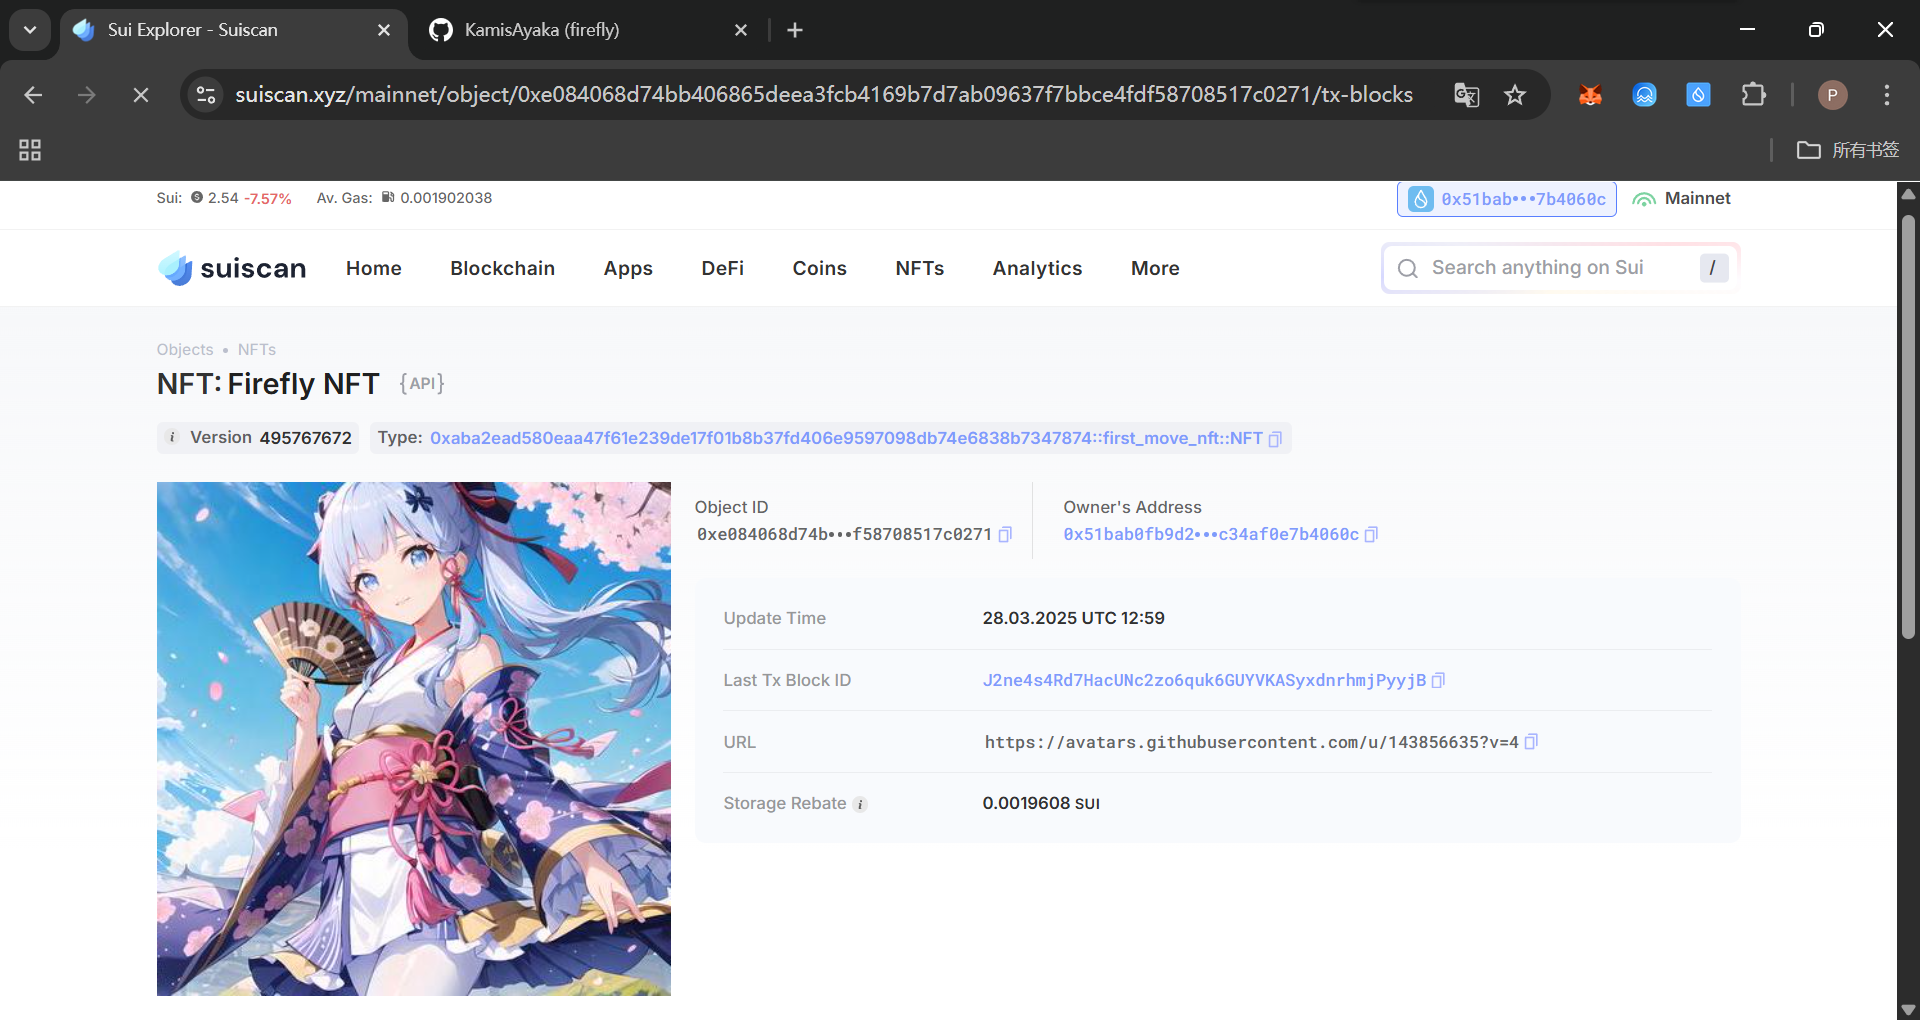 Sui Explorer - Suiscan
KamisAyaka (firefly)
suiscan.xyz/mainnet/object/0xe084068d74bb406865deea3fcb4169b7d7ab09637f7bbce4fdf58708517c0271/tx-blocks
P
所有书签
Sui: 2.54 -7.57% Av. Gas: 0.001902038
0x51bab•••7b4060c
Mainnet
suiscan
Home
Blockchain
Apps
DeFi
Coins
NFTs
Analytics
More
Search anything on Sui
/
Objects • NFTs
NFT: Firefly NFT {API}
i Version 495767672
Type: 0xaba2ead580eaa47f61e239de17f01b8b37fd406e9597098db74e6838b7347874::first_move_nft::NFT
Object ID
0xe084068d74b•••f58708517c0271
Owner's Address
0x51bab0fb9d2•••c34af0e7b4060c
Update Time
28.03.2025 UTC 12:59
Last Tx Block ID
J2ne4s4Rd7HacUNc2zo6quk6GUYVKASyxdnrhmjPyyjB
URL
https://avatars.githubusercontent.com/u/143856635?v=4
Storage Rebate i
0.0019608 SUI